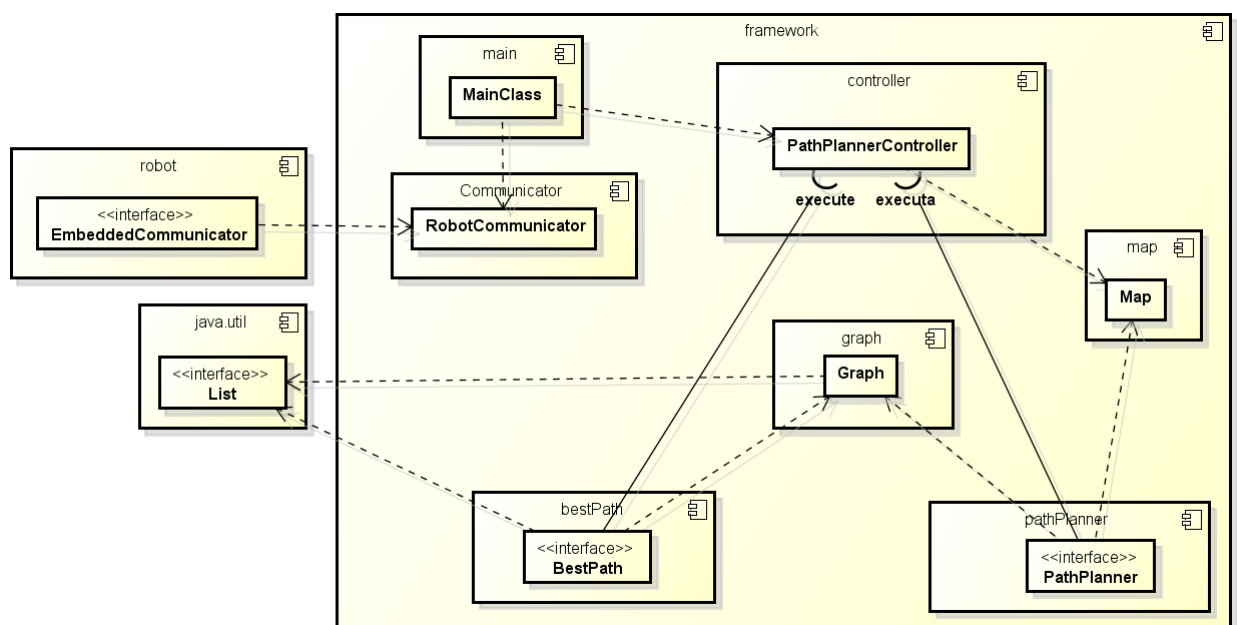 framework
main
MainClass
controller
PathPlannerController
execute
executa
robot
<<interface>>
EmbeddedCommunicator
Communicator
RobotCommunicator
map
Map
java.util
<<interface>>
List
graph
Graph
bestPath
<<interface>>
BestPath
pathPlanner
<<interface>>
PathPlanner